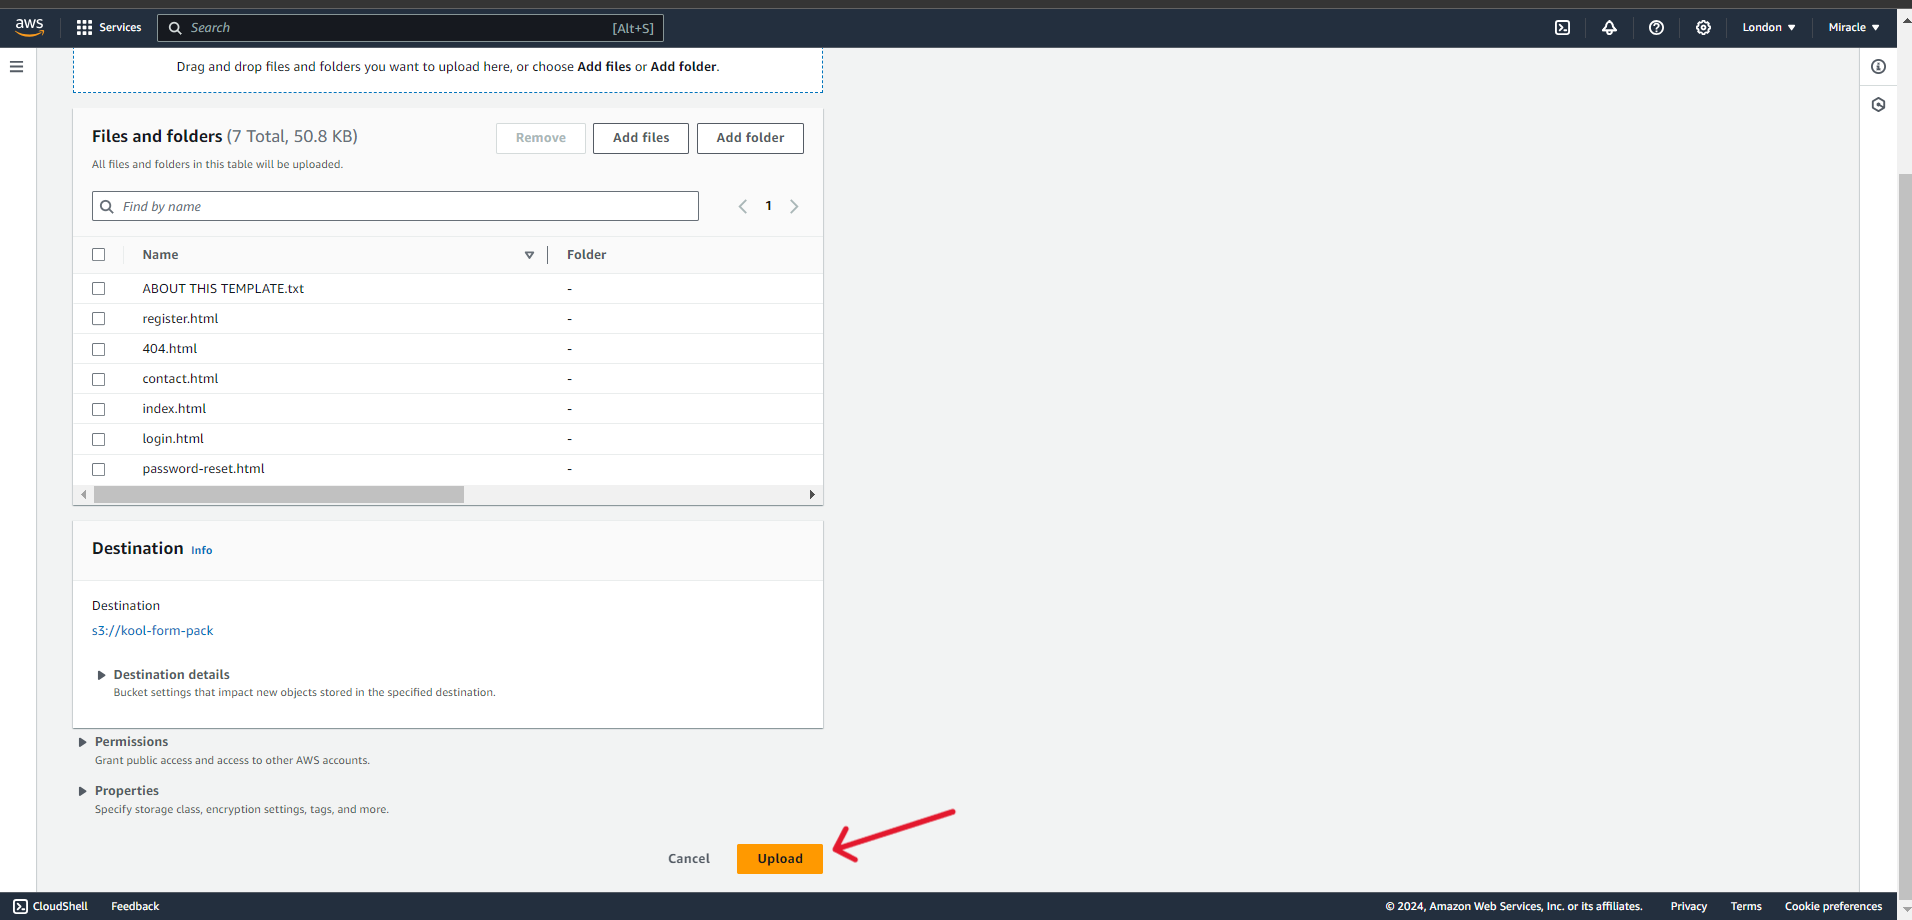 aws
Services
Search
[Alt+S]
London
Miracle
Drag and drop files and folders you want to upload here, or choose Add files or Add folder.
Files and folders (7 Total, 50.8 KB)
Remove
Add files
Add folder
All files and folders in this table will be uploaded.
Find by name
1
Name
Folder
ABOUT THIS TEMPLATE.txt -
register.html -
404.html -
contact.html -
index.html -
login.html -
password-reset.html -
Destination Info
Destination
s3://kool-form-pack
Destination details
Bucket settings that impact new objects stored in the specified destination.
Permissions
Grant public access and access to other AWS accounts.
Properties
Specify storage class, encryption settings, tags, and more.
Cancel
Upload
CloudShell
Feedback
© 2024, Amazon Web Services, Inc. or its affiliates.
Privacy
Terms
Cookie preferences